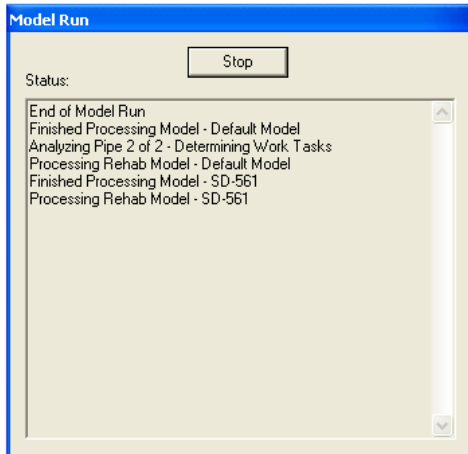 Model Run
Stop
Status:
End of Model Run
Finished Processing Model - Default Model
Analyzing Pipe 2 of 2 - Determining Work Tasks
Processing Rehab Model - Default Model
Finished Processing Model - SD-561
Processing Rehab Model - SD-561